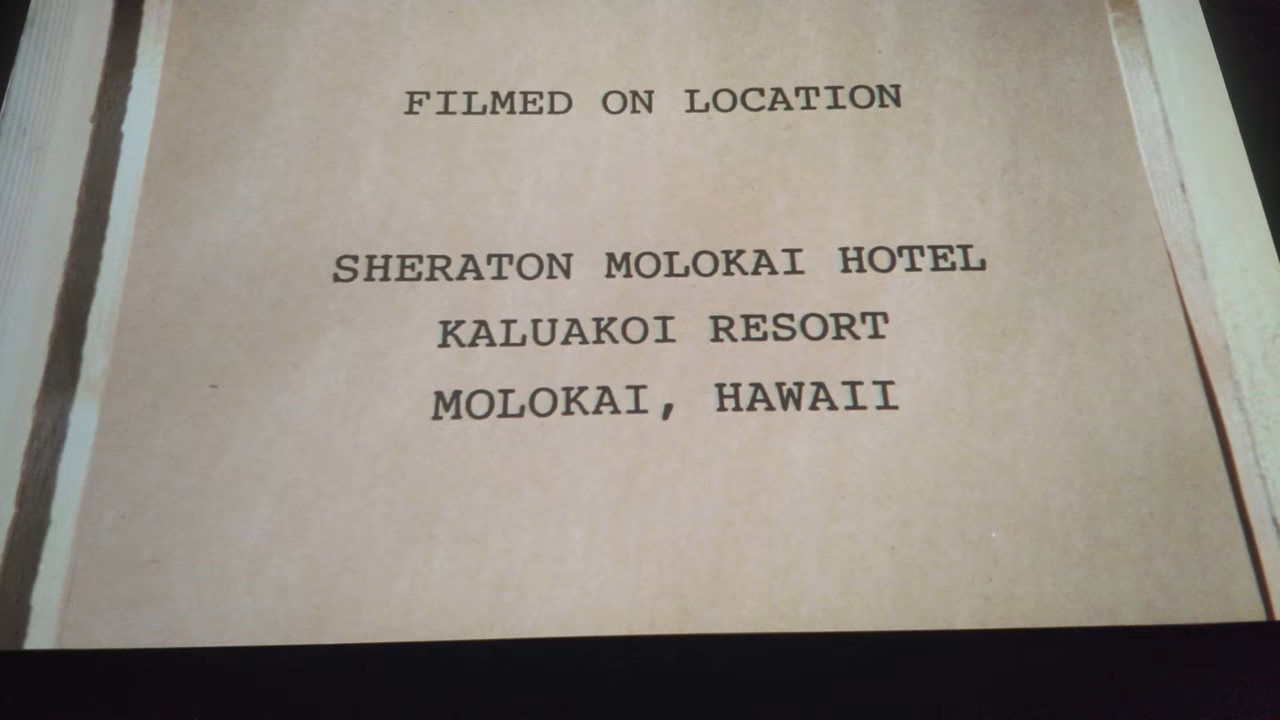 FILMED ON LOCATION
SHERATON MOLOKAI HOTEL
KALUAKOI RESORT
MOLOKAI, HAWAII